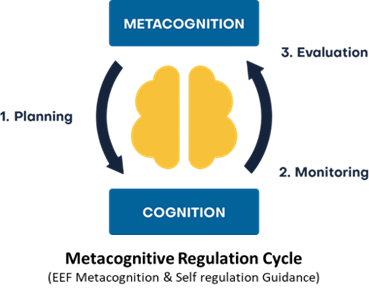 METACOGNITION
3. Evaluation
1. Planning
2. Monitoring
COGNITION
Metacognitive Regulation Cycle
(EEF Metacognition & Self regulation Guidance)